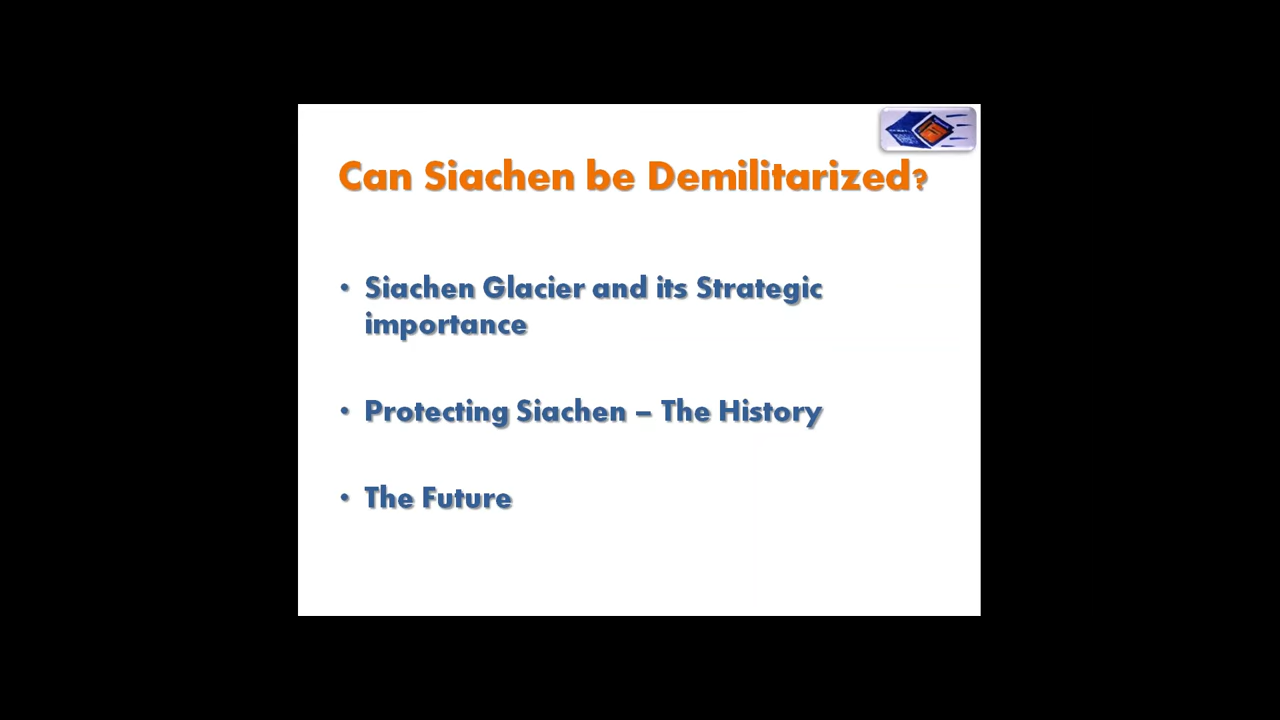 Can Siachen be Demilitarized?
• Siachen Glacier and its Strategic
importance
• Protecting Siachen – The History
• The Future